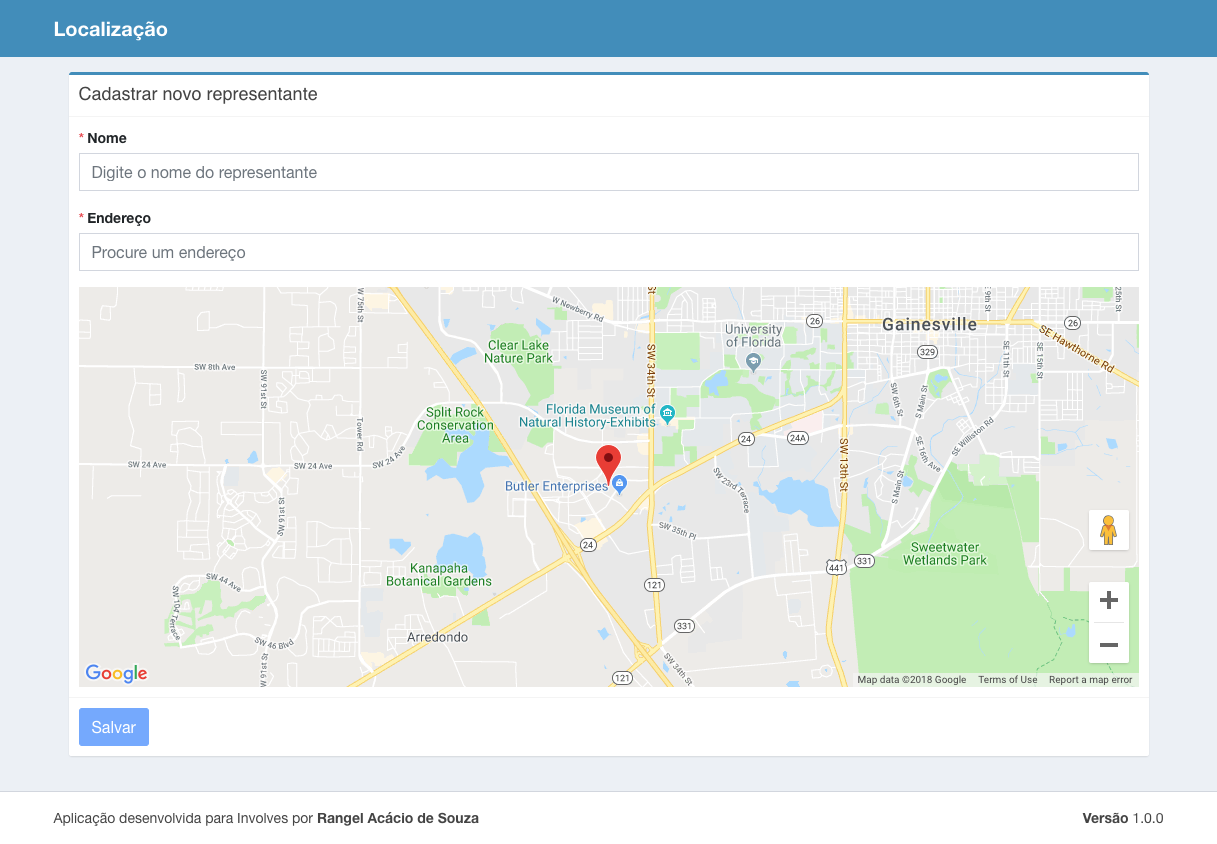 Localização
Cadastrar novo representante
* Nome
Digite o nome do representante
* Endereço
Procure um endereço
W 75th St
W Newberry Rd
St
26
Gainesville
E 9th St
25th St
26
University
of Florida
SE Hawthorne Rd
Clear Lake
Nature Park
329
SE 11th St
SE 15th St
SW 8th Ave
SW 91st St
SW 34th St
SW 6th St
S Main St
Florida Museum of
Natural History-Exhibits
Split Rock
Conservation
Area
Tower Rd
24
24A
SE Williston Rd
SE 16th Ave
SW 24 Ave
SW 24 Ave
SW 24 Ave
SW 13th St
S Main St
Butler Enterprises
SW 23rd Terrace
SW 91st St
SW 35th Pl
24
Sweetwater
Wetlands Park
331
441
Kanapaha
Botanical Gardens
121
SW 44 Ave
SW 104 Terrace
331
Arredondo
SW 46 Blvd
SW 91st St
SW 34th St
121
Google
Map data ©2018 Google Terms of Use Report a map error
Salvar
Aplicação desenvolvida para Involves por Rangel Acácio de Souza
Versão 1.0.0